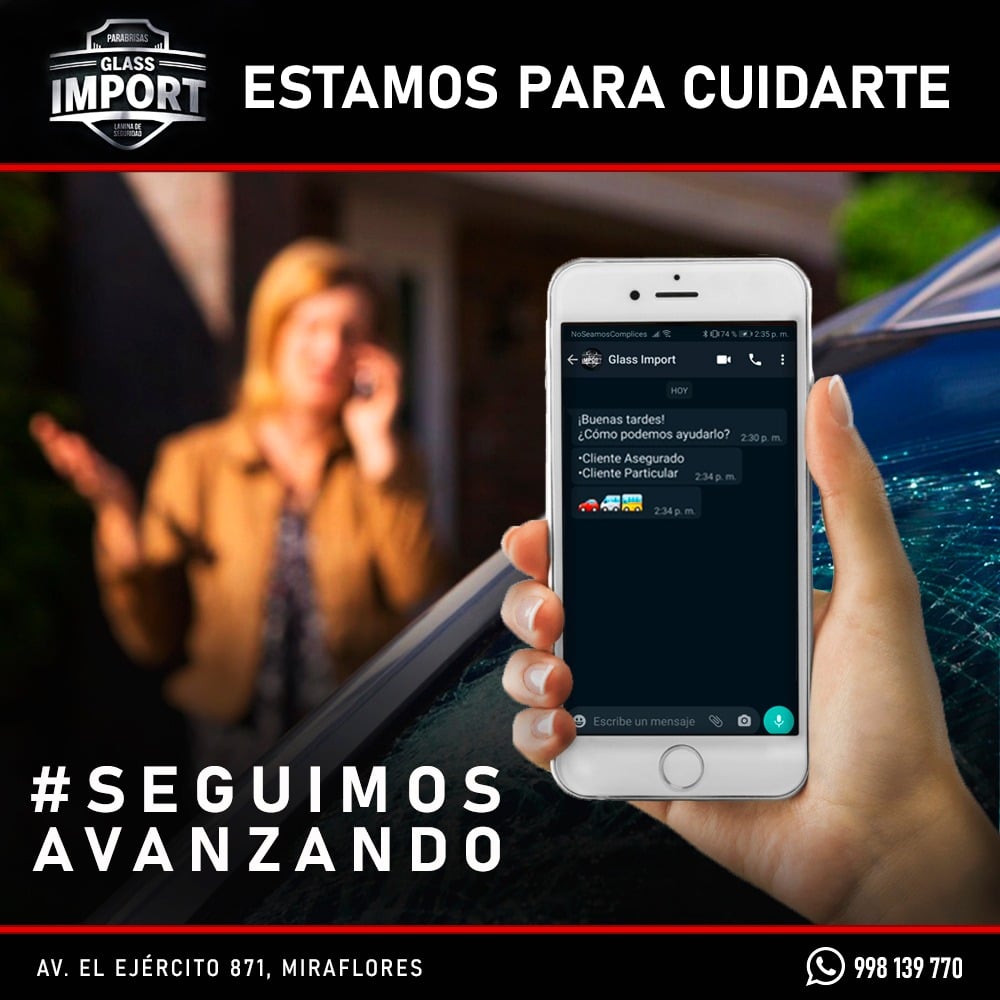 PARABRISAS
GLASS
IMPORT
LAMINA DE
SEGURIDAD
ESTAMOS PARA CUIDARTE
NoSeamosComplices 74 % 2:35 p. m.
Glass Import
HOY
¡Buenas tardes!
¿Cómo podemos ayudarlo? 2:30 p. m.
•Cliente Asegurado
•Cliente Particular 2:34 p. m.
2:34 p. m.
Escribe un mensaje
#SEGUIMOS
AVANZANDO
AV. EL EJÉRCITO 871, MIRAFLORES
998 139 770